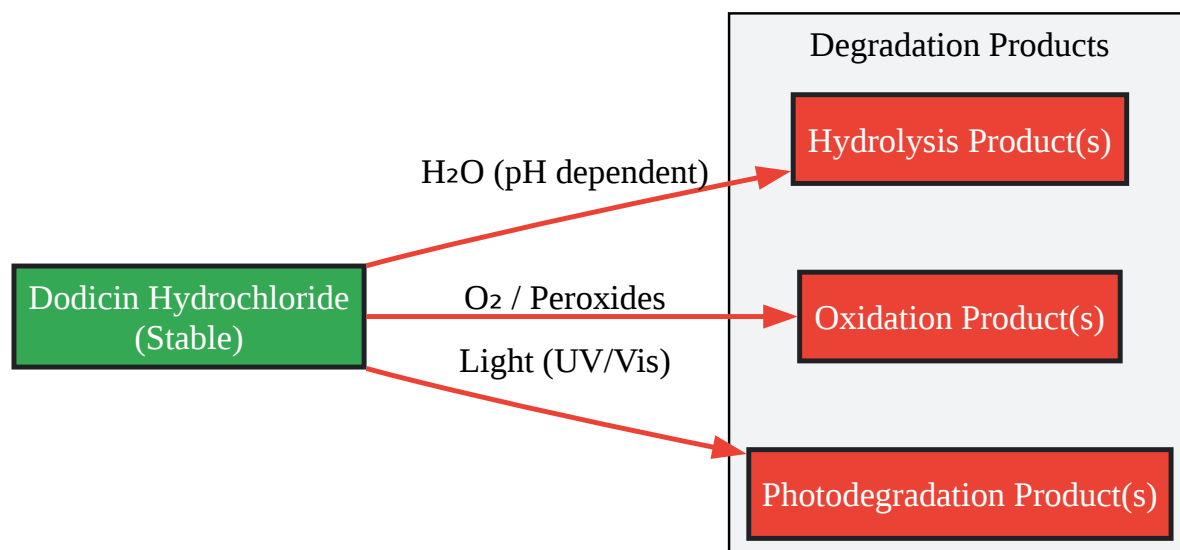 Degradation Products
Hydrolysis Product(s)
H₂O (pH dependent)
Dodicin Hydrochloride
(Stable)
O₂ / Peroxides
Oxidation Product(s)
Light (UV/Vis)
Photodegradation Product(s)